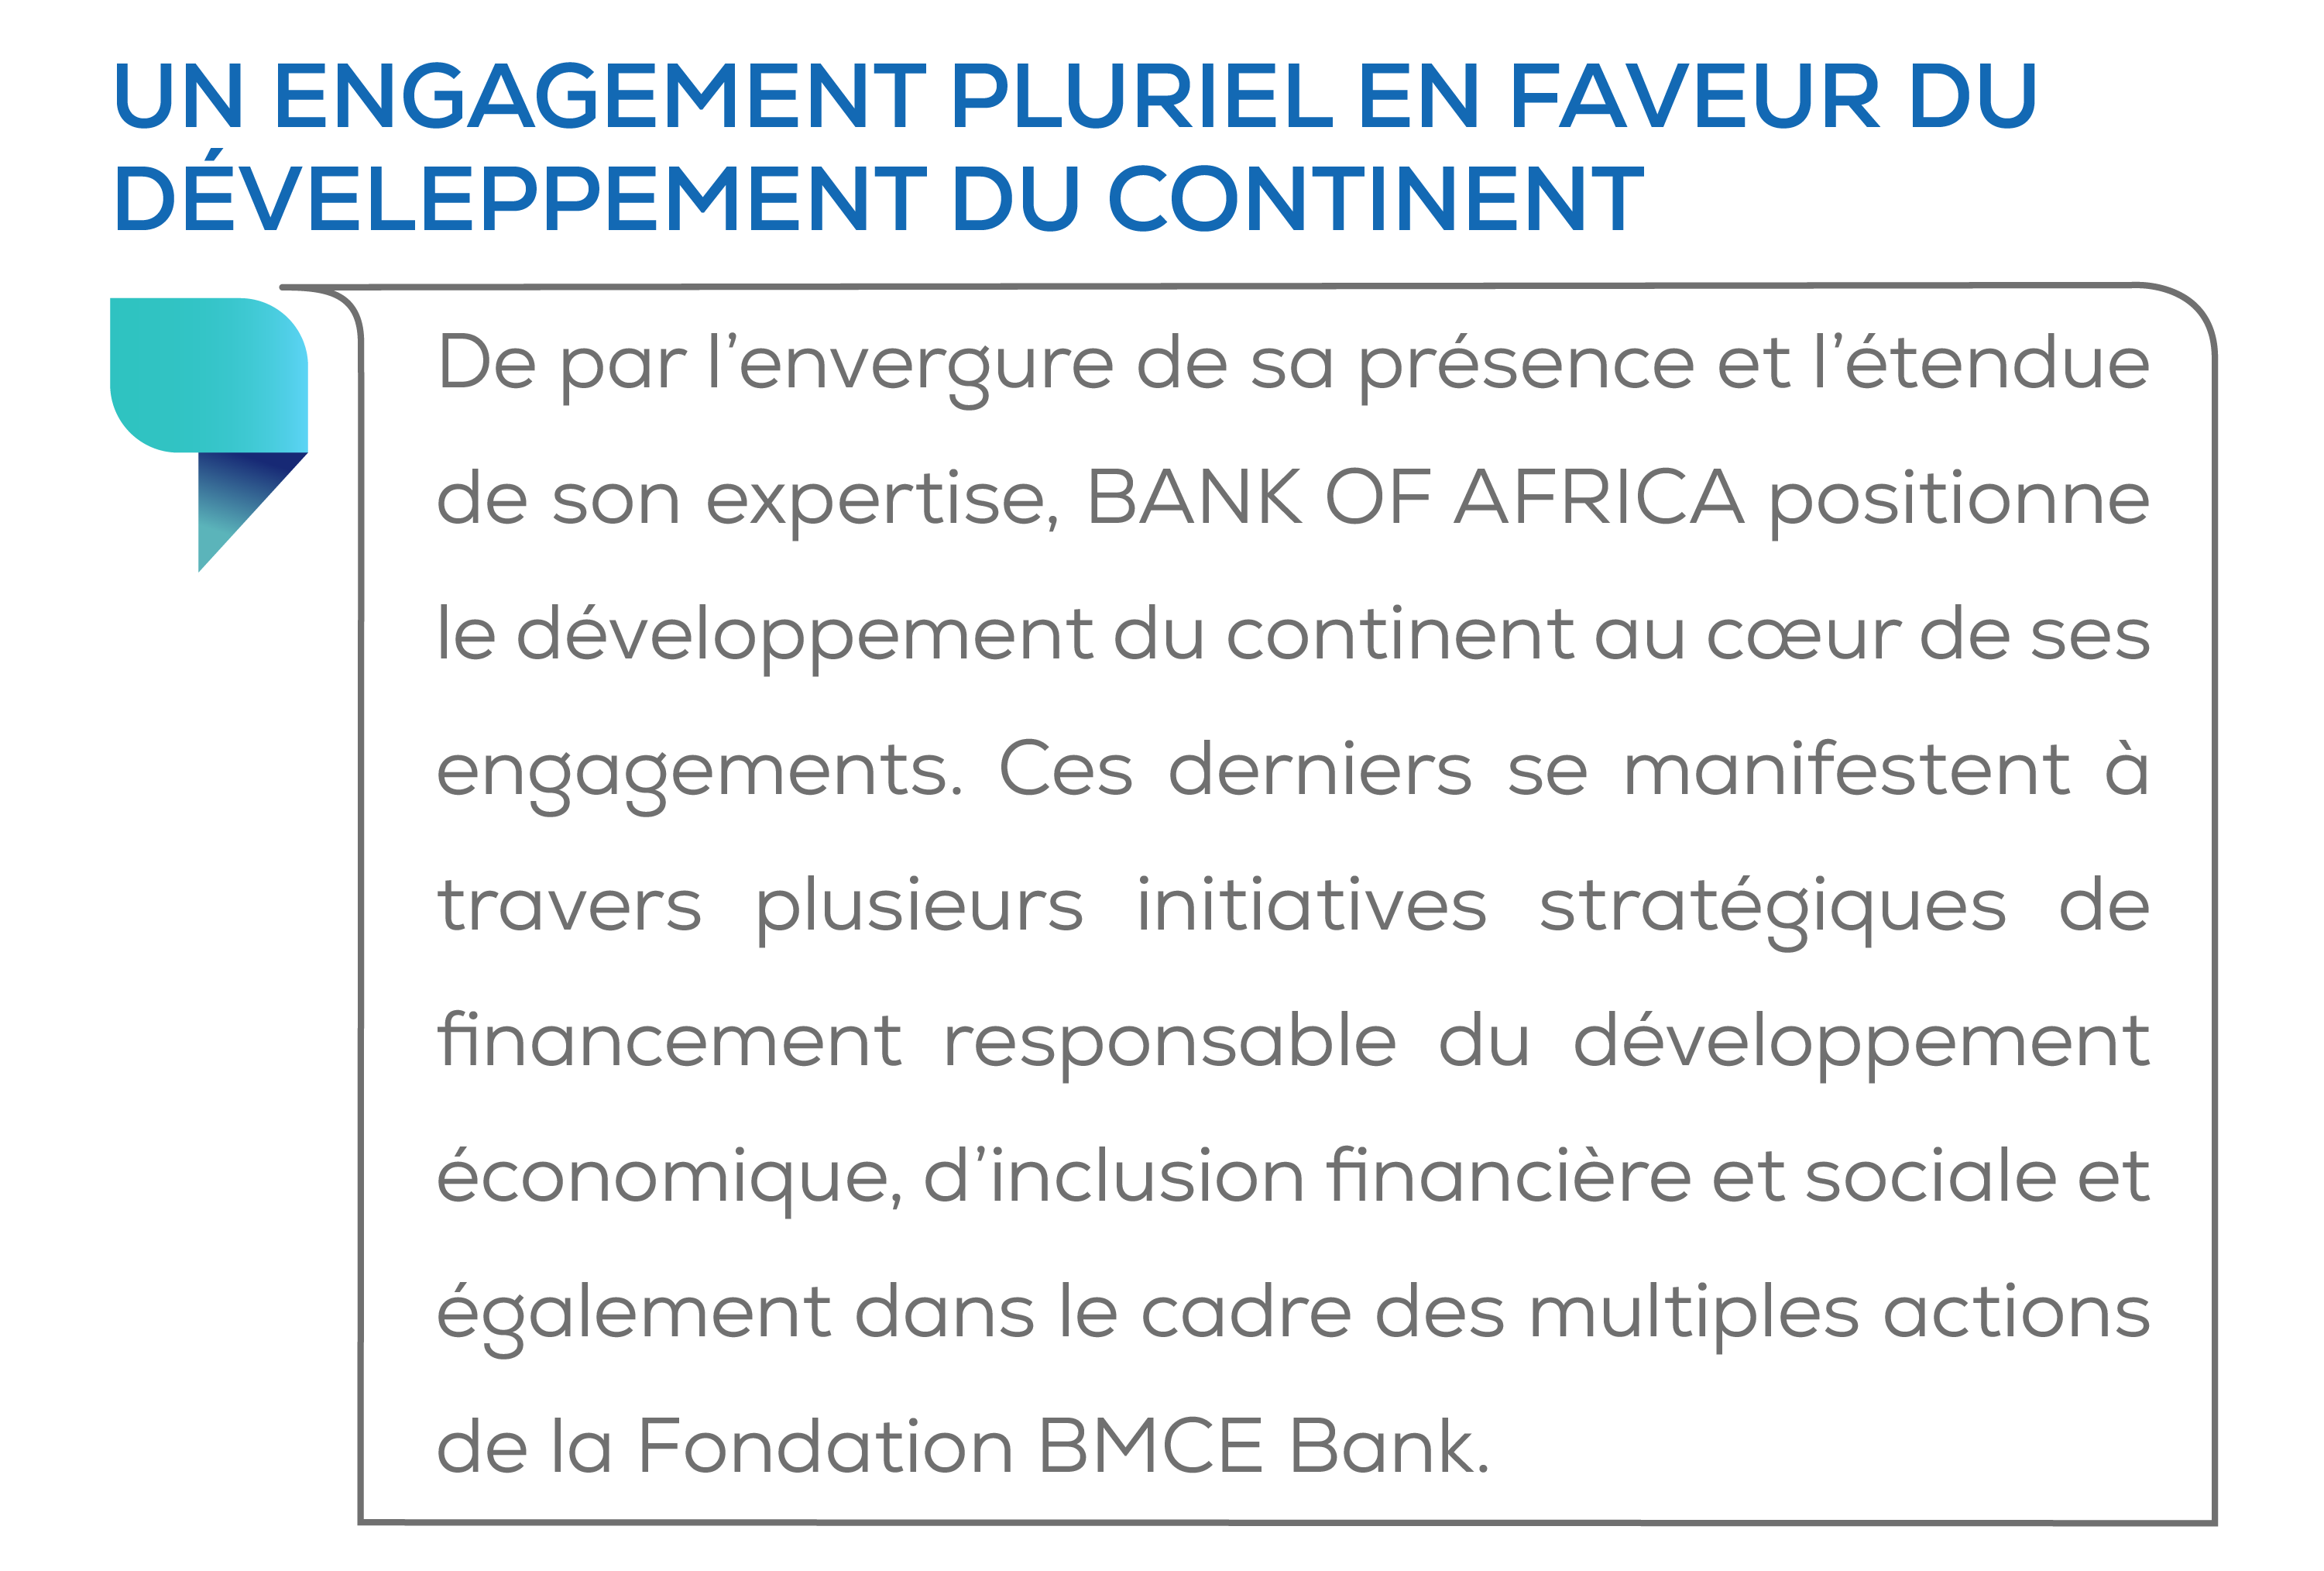 UN ENGAGEMENT PLURIEL EN FAVEUR DU
DÉVELEPPEMENT DU CONTINENT
De par l’envergure de sa présence et l’étendue
de son expertise, BANK OF AFRICA positionne
le développement du continent au cœur de ses
engagements. Ces derniers se manifestent à
travers plusieurs initiatives stratégiques de
financement responsable du développement
économique, d’inclusion financière et sociale et
également dans le cadre des multiples actions
de la Fondation BMCE Bank.